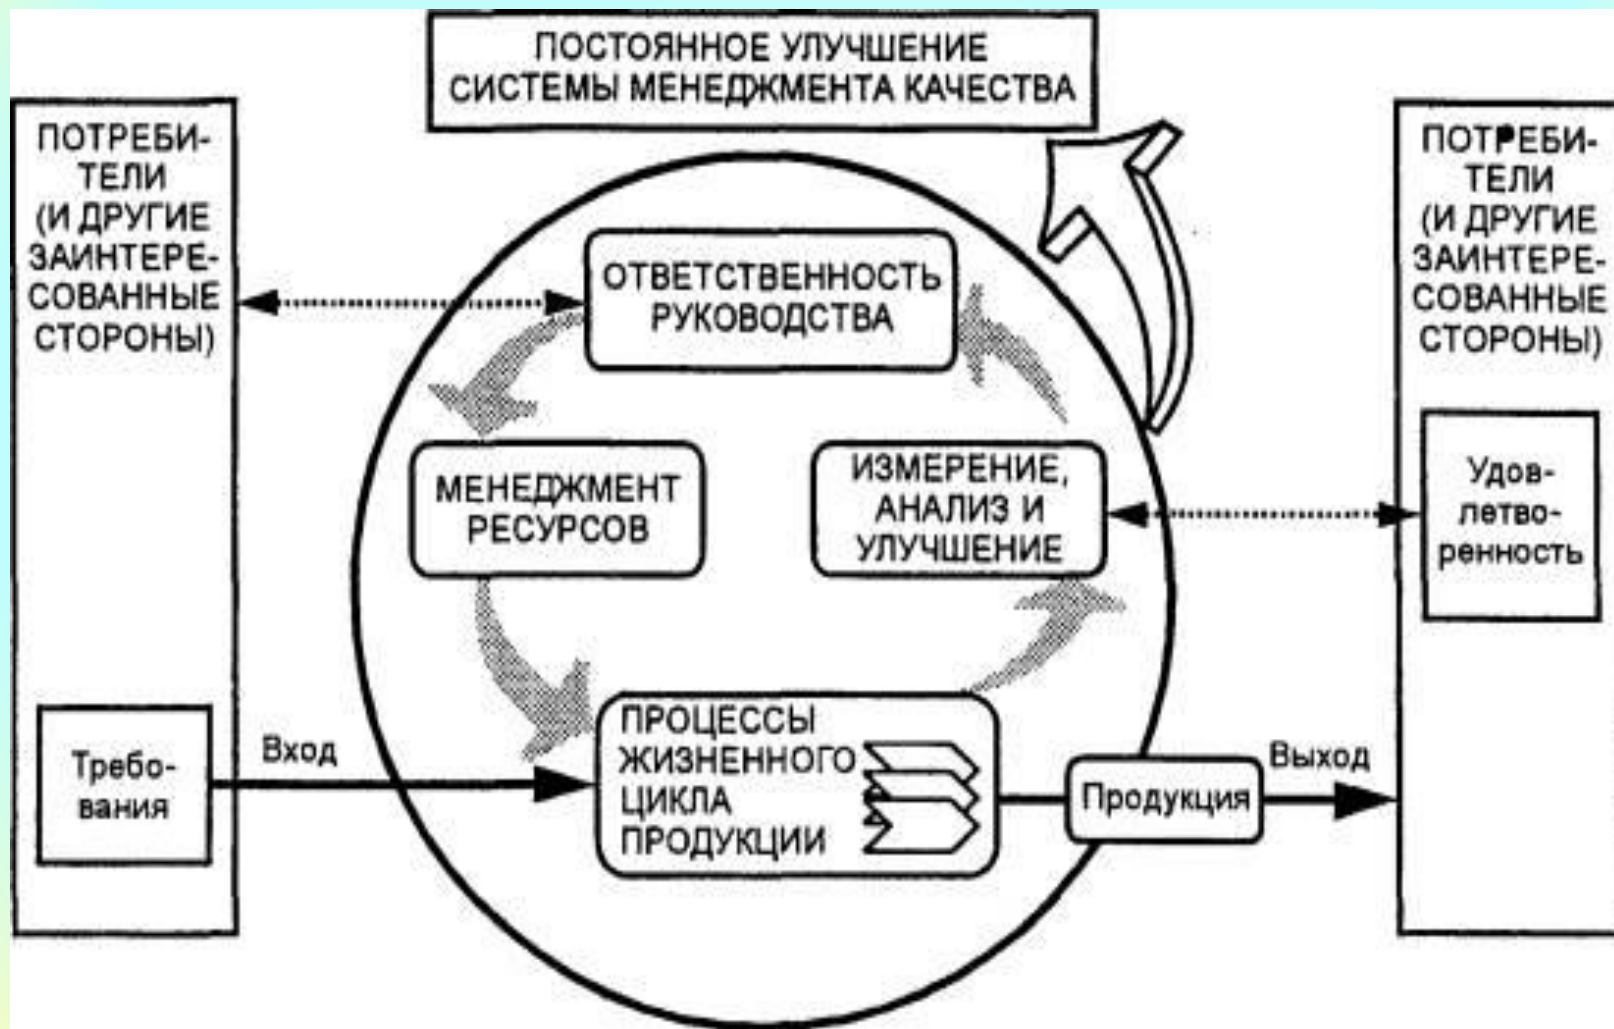 ПОСТОЯННОЕ УЛУЧШЕНИЕ
СИСТЕМЫ МЕНЕДЖМЕНТА КАЧЕСТВА
ПОТРЕБИ-
ТЕЛИ
(И ДРУГИЕ
ЗАИНТЕРЕ-
СОВАННЫЕ
СТОРОНЫ)
ОТВЕТСТВЕННОСТЬ
РУКОВОДСТВА
ПОТРЕБИ-
ТЕЛИ
(И ДРУГИЕ
ЗАИНТЕРЕ-
СОВАННЫЕ
СТОРОНЫ)
МЕНЕДЖМЕНТ
РЕСУРСОВ
ИЗМЕРЕНИЕ,
АНАЛИЗ И
УЛУЧШЕНИЕ
Удов-
летво-
ренность
Требо-
вания
Вход
ПРОЦЕССЫ
ЖИЗНЕННОГО
ЦИКЛА
ПРОДУКЦИИ
Продукция
Выход